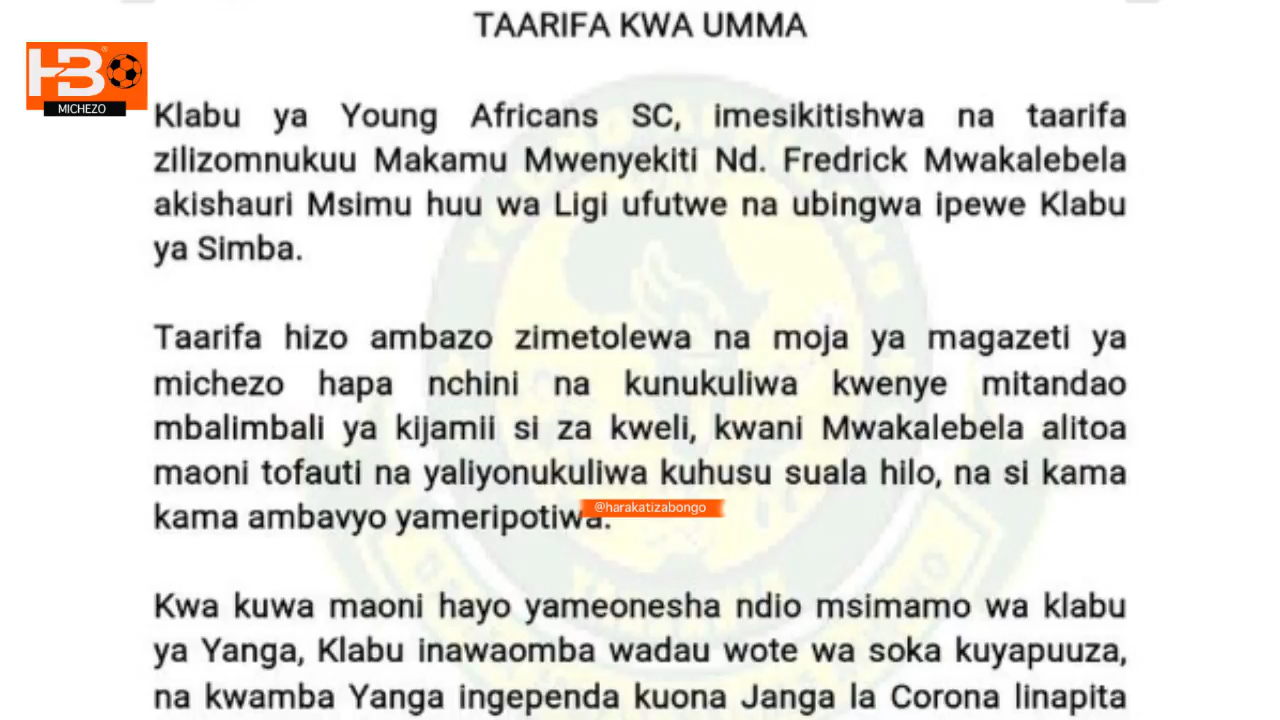 TAARIFA KWA UMMA
HB
MICHEZO
Klabu ya Young Africans SC, imesikitishwa na taarifa
zilizomnukuu Makamu Mwenyekiti Nd. Fredrick Mwakalebela
akishauri Msimu huu wa Ligi ufutwe na ubingwa ipewe Klabu
ya Simba.
Taarifa hizo ambazo zimetolewa na moja ya magazeti ya
michezo hapa nchini na kunukuliwa kwenye mitandao
mbalimbali ya kijamii si za kweli, kwani Mwakalebela alitoa
maoni tofauti na yaliyonukuliwa kuhusu suala hilo, na si kama
kama ambavyo yameripotiwa.
@harakatizabongo
Kwa kuwa maoni hayo yameonesha ndio msimamo wa klabu
ya Yanga, Klabu inawaomba wadau wote wa soka kuyapuuza,
na kwamba Yanga ingependa kuona Janga la Corona linapita